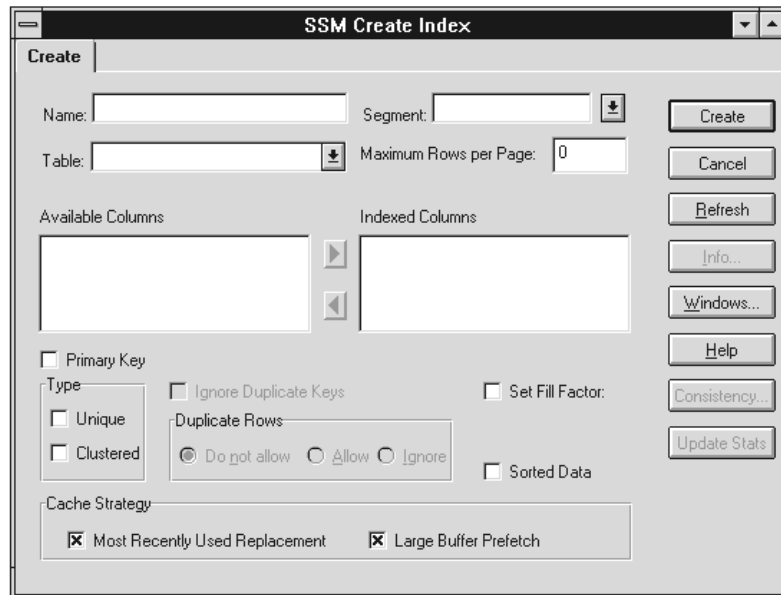 SSM Create Index
Create
Name:
Segment:
Create
Table:
Maximum Rows per Page:
0
Cancel
Refresh
Available Columns
Indexed Columns
Info...
Windows...
Help
Primary Key
Type
Ignore Duplicate Keys
Set Fill Factor:
Consistency...
Unique
Duplicate Rows
Update Stats
Clustered
Do not allow
Allow
Ignore
Sorted Data
Cache Strategy
Most Recently Used Replacement
Large Buffer Prefetch